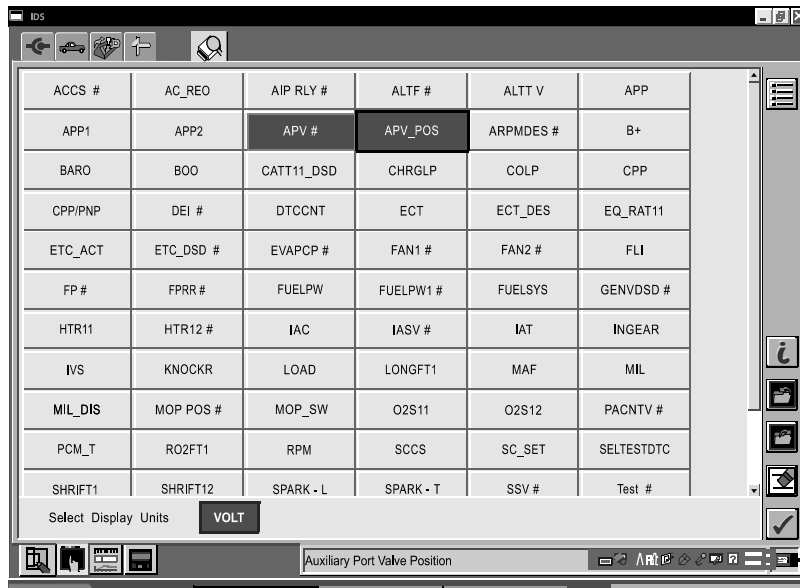 IDS
ACCS # AC_REO AIP RLY # ALTF # ALTT V APP
APP1 APP2 APV # APV_POS ARPMDES # B+
BARO BOO CATT11_DSD CHRGLP COLP CPP
CPP/PNP DEI # DTCCNT ECT ECT_DES EQ_RAT11
ETC_ACT ETC_DSD # EVAPCP # FAN1 # FAN2 # FLI
FP # FPRR # FUELPW FUELPW1 # FUELSYS GENVDSD #
HTR11 HTR12 # IAC IASV # IAT INGEAR
IVS KNOCKR LOAD LONGFT1 MAF MIL
MIL_DIS MOP POS # MOP_SW O2S11 O2S12 PACNTV #
PCM_T RO2FT1 RPM SCCS SC_SET SELTESTDTC
SHRIFT1 SHRIFT12 SPARK - L SPARK - T SSV # Test #
Select Display Units VOLT
Auxiliary Port Valve Position